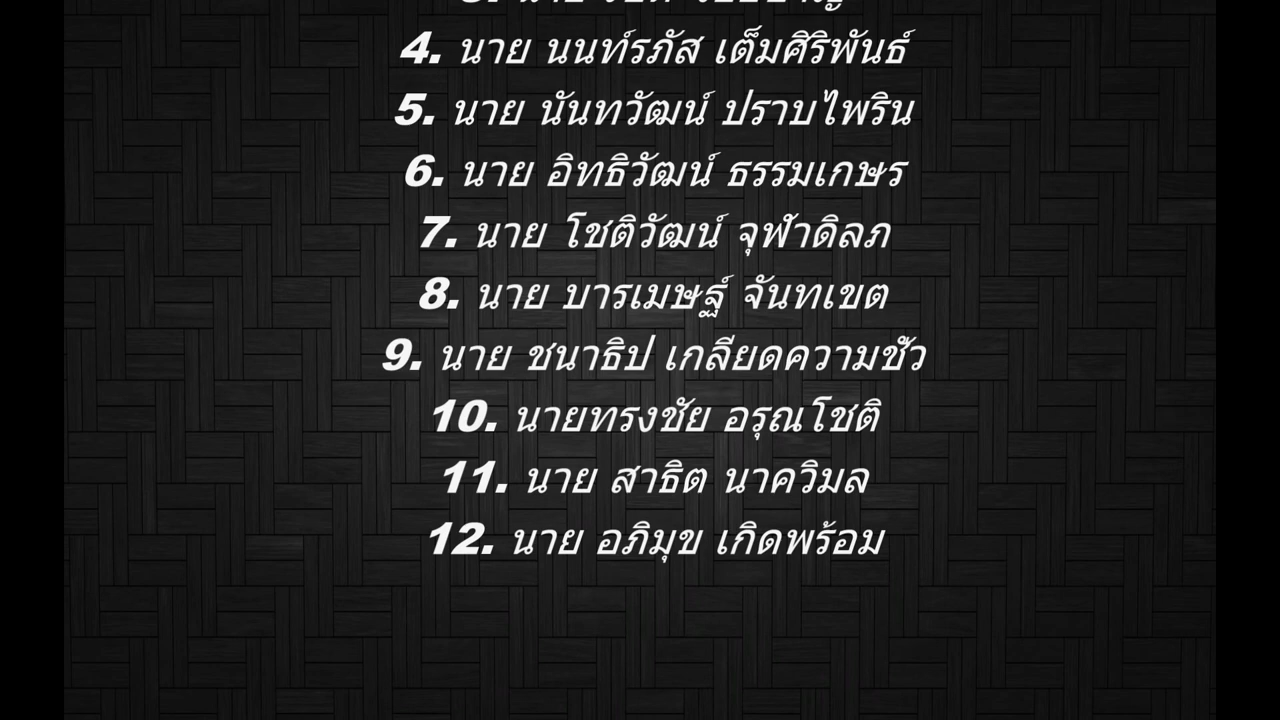 4. นาย นนท์รภัส เต็มศิริพันธ์
5. นาย นันทวัฒน์ ปราบไพริน
6. นาย อิทธิวัฒน์ ธรรมเกษร
7. นาย โชติวัฒน์ จุฬาดิลภ
8. นาย บารเมษฐ์ จันทเขต
9. นาย ชนาธิป เกลียดความชั่ว
10. นายทรงชัย อรุณโชติ
11. นาย สาธิต นาควิมล
12. นาย อภิมุข เกิดพร้อม